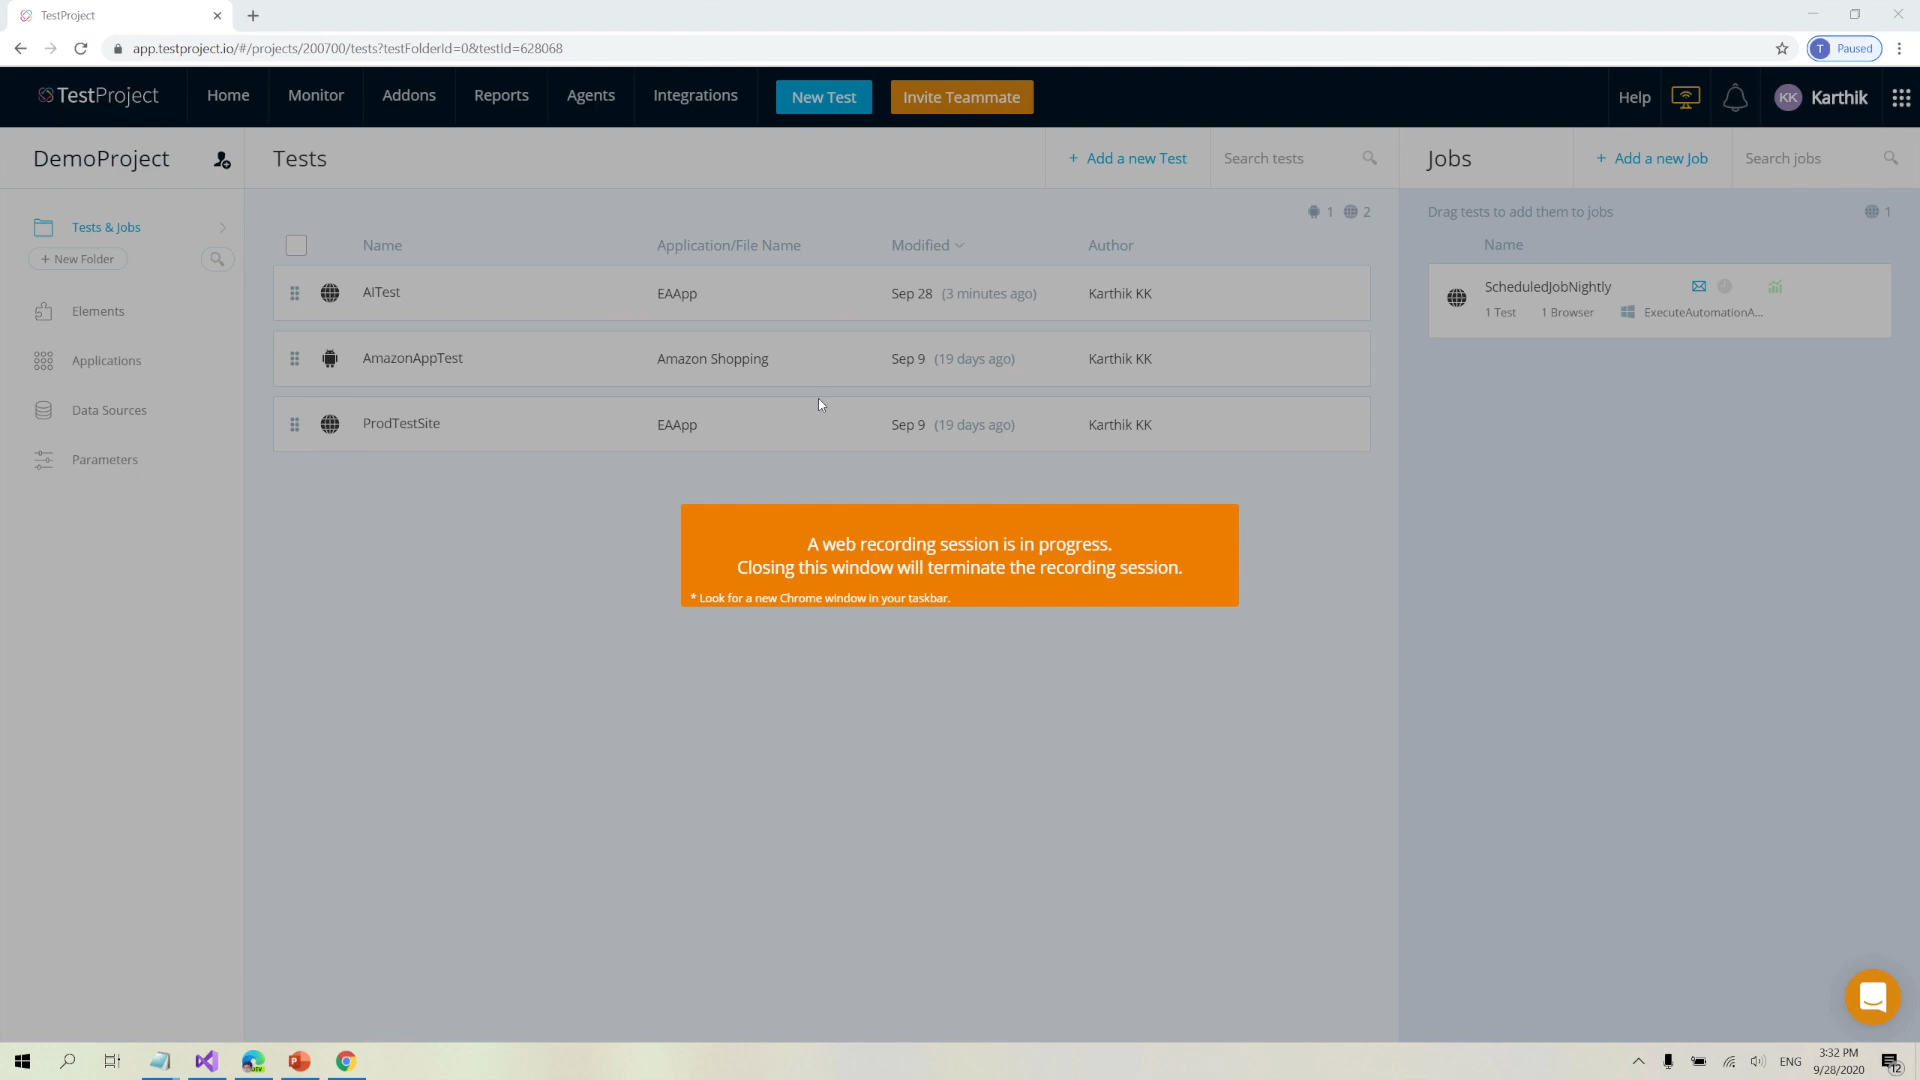 TestProject
app.testproject.io/#/projects/200700/tests?testFolderId=0&testId=628068
T Paused
TestProject Home Monitor Addons Reports Agents Integrations New Test Invite Teammate Help KK Karthik
DemoProject Tests + Add a new Test Search tests Jobs + Add a new Job Search jobs
Tests & Jobs
+ New Folder
Elements
Applications
Data Sources
Parameters
1 2
Name Application/File Name Modified Author
AITest EAApp Sep 28 (3 minutes ago) Karthik KK
AmazonAppTest Amazon Shopping Sep 9 (19 days ago) Karthik KK
ProdTestSite EAApp Sep 9 (19 days ago) Karthik KK
Drag tests to add them to jobs 1
Name
ScheduledJobNightly
1 Test 1 Browser ExecuteAutomationA...
A web recording session is in progress.
Closing this window will terminate the recording session.
* Look for a new Chrome window in your taskbar.
DEV
P
ENG
3:32 PM
9/28/2020
12